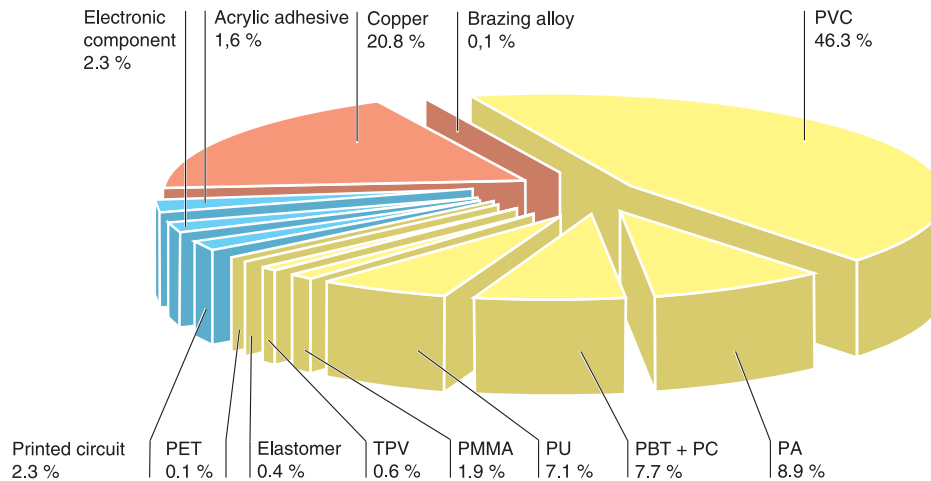 Electronic
component
2.3 %
Acrylic adhesive
1,6 %
Copper
20.8 %
Brazing alloy
0,1 %
PVC
46.3 %
Printed circuit
2.3 %
PET
0.1 %
Elastomer
0.4 %
TPV
0.6 %
PMMA
1.9 %
PU
7.1 %
PBT + PC
7.7 %
PA
8.9 %